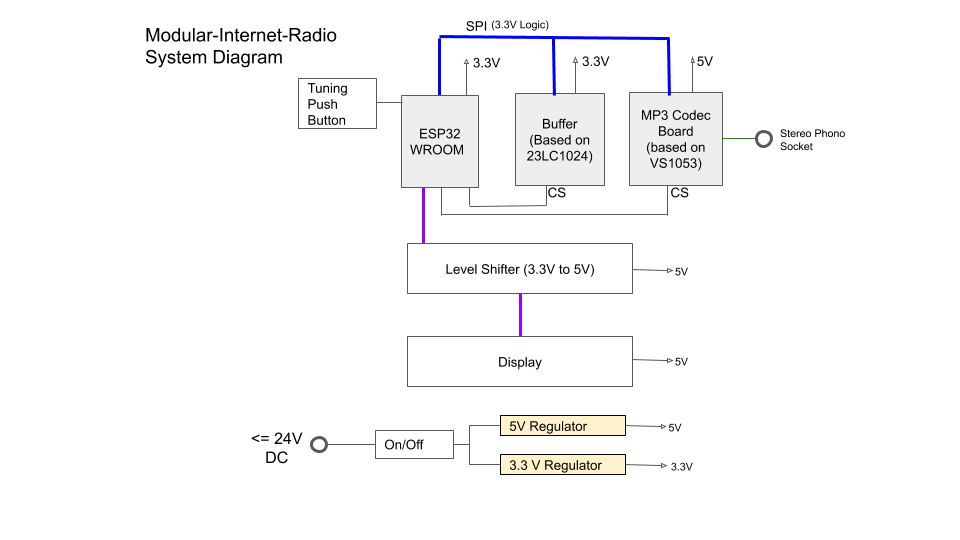 Modular-Internet-Radio
System Diagram
SPI (3.3V Logic)
3.3V
3.3V
5V
Tuning
Push
Button
ESP32
WROOM
Buffer
(Based on
23LC1024)
MP3 Codec
Board
(based on
VS1053)
Stereo Phono
Socket
CS
CS
Level Shifter (3.3V to 5V)
5V
Display
5V
<= 24V
DC
On/Off
5V Regulator
5V
3.3 V Regulator
3.3V